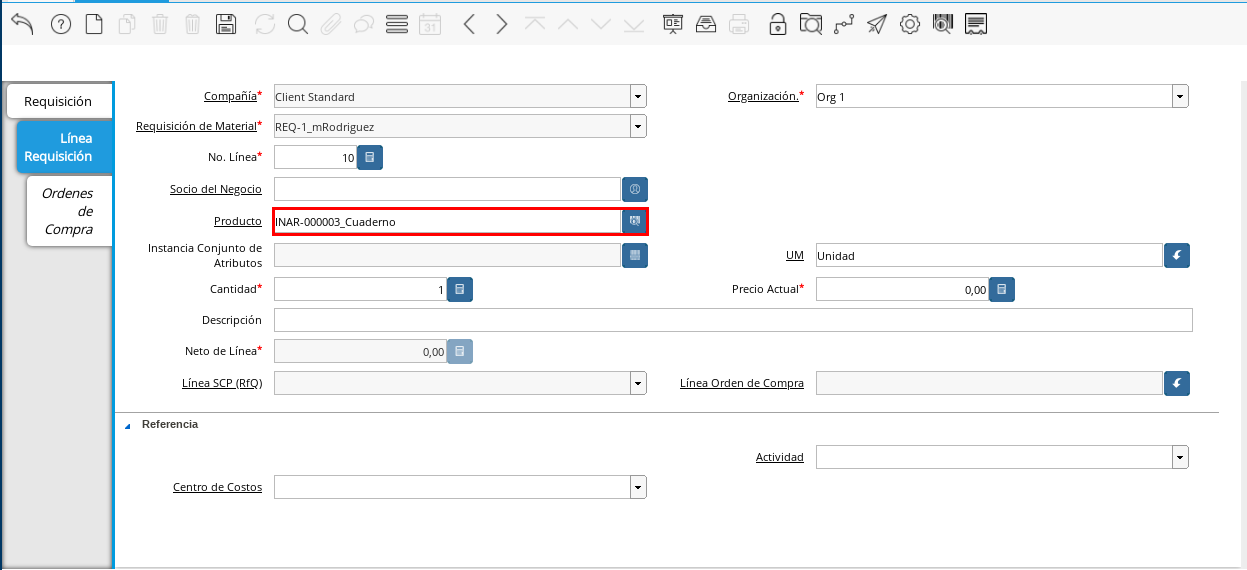 31
Requisición
Línea
Requisición
Ordenes
de
Compra
Compañía* Client Standard Organización.* Org 1
Requisición de Material* REQ-1_mRodriguez
No. Línea* 10
Socio del Negocio
Producto INAR-000003_Cuaderno
Instancia Conjunto de
Atributos
UM Unidad
Cantidad* 1 Precio Actual* 0,00
Descripción
Neto de Línea* 0,00
Línea SCP (RfQ) Línea Orden de Compra
Referencia
Actividad
Centro de Costos